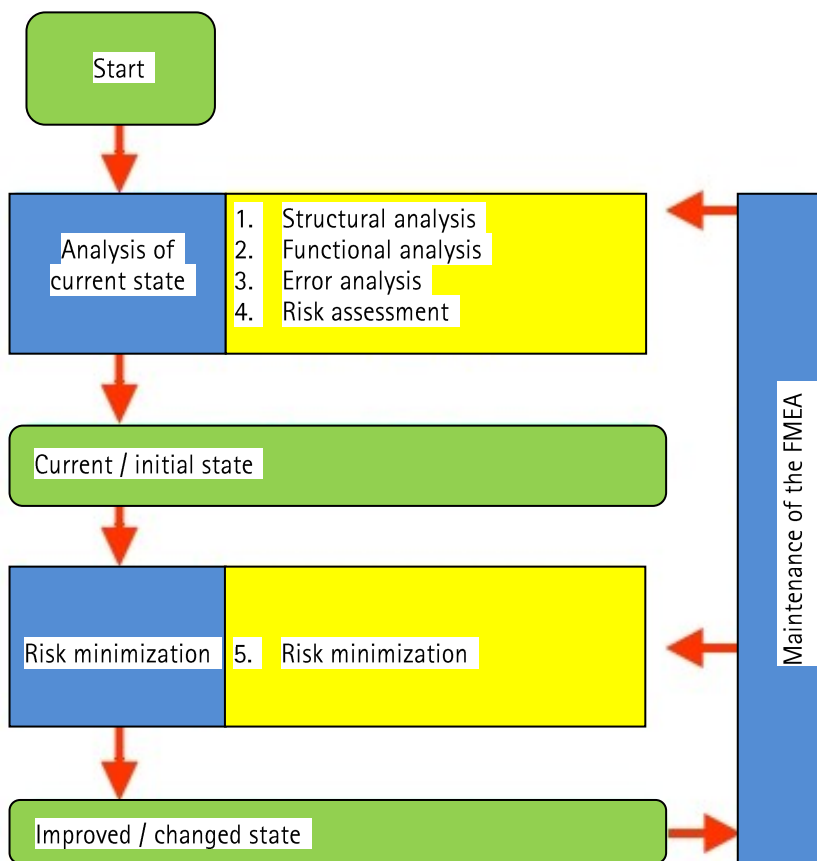 Start
Analysis of
current state
1. Structural analysis
2. Functional analysis
3. Error analysis
4. Risk assessment
Current / initial state
Risk minimization
5. Risk minimization
Improved / changed state
Maintenance of the FMEA